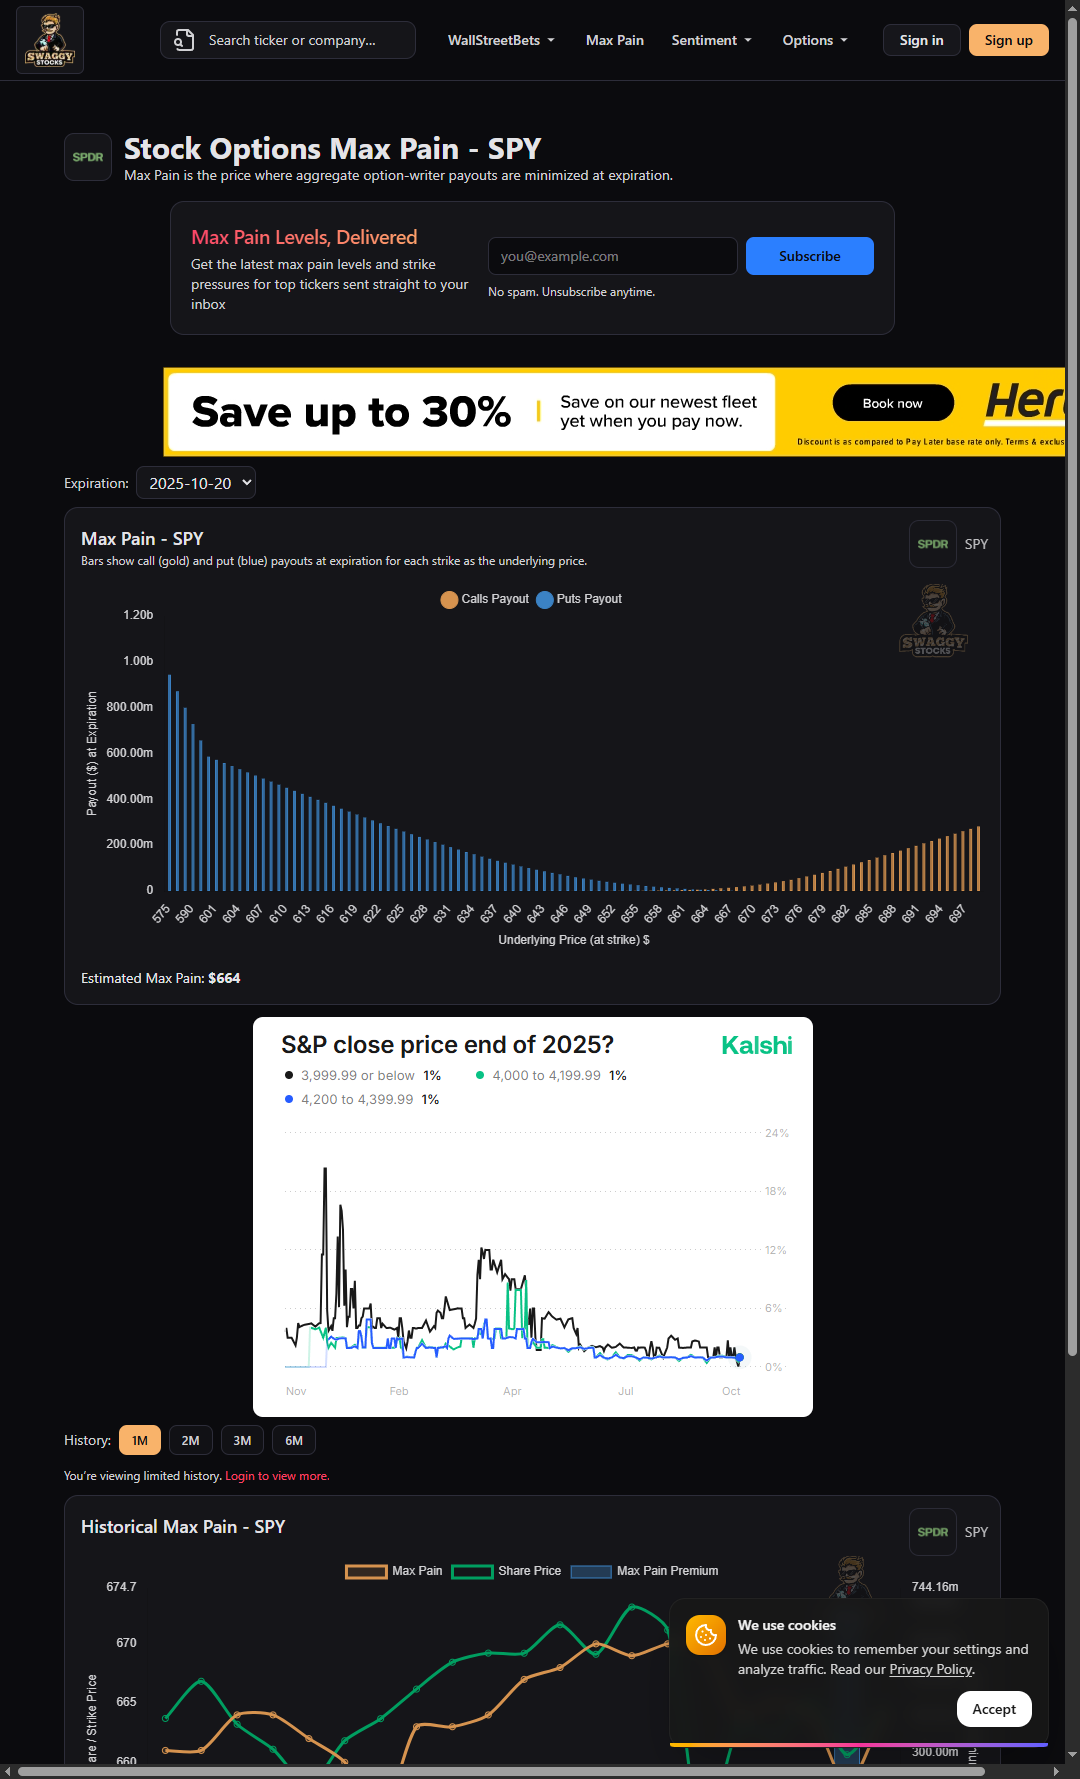 SWAGGY
STOCKS
Search ticker or company...
WallStreetBets
Max Pain
Sentiment
Options
Sign in
Sign up
SPDR
Stock Options Max Pain - SPY
Max Pain is the price where aggregate option-writer payouts are minimized at expiration.
Max Pain Levels, Delivered
Get the latest max pain levels and strike
pressures for top tickers sent straight to your
inbox
you@example.com
Subscribe
No spam. Unsubscribe anytime.
Save up to 30%
Save on our newest fleet
yet when you pay now.
Book now
Her
Discount is as compared to Pay Later base rate only. Terms & exclus
Expiration:
2025-10-20
Max Pain - SPY
Bars show call (gold) and put (blue) payouts at expiration for each strike as the underlying price.
SPDR
SPY
Calls Payout
Puts Payout
SWAGGY
STOCKS
1.20b
1.00b
800.00m
600.00m
400.00m
200.00m
0
Payout ($) at Expiration
575
590
601
604
607
610
613
616
619
622
625
628
631
634
637
640
643
646
649
652
655
658
661
664
667
670
673
676
679
682
685
688
691
694
697
Underlying Price (at strike) $
Estimated Max Pain: $664
S&P close price end of 2025?
Kalshi
3,999.99 or below 1%
4,000 to 4,199.99 1%
4,200 to 4,399.99 1%
24%
18%
12%
6%
0%
Nov
Feb
Apr
Jul
Oct
History:
1M
2M
3M
6M
You're viewing limited history. Login to view more.
Historical Max Pain - SPY
SPDR
SPY
Max Pain
Share Price
Max Pain Premium
674.7
670
665
660
are / Strike Price
744.16m
300.00m
We use cookies
We use cookies to remember your settings and
analyze traffic. Read our Privacy Policy.
Accept